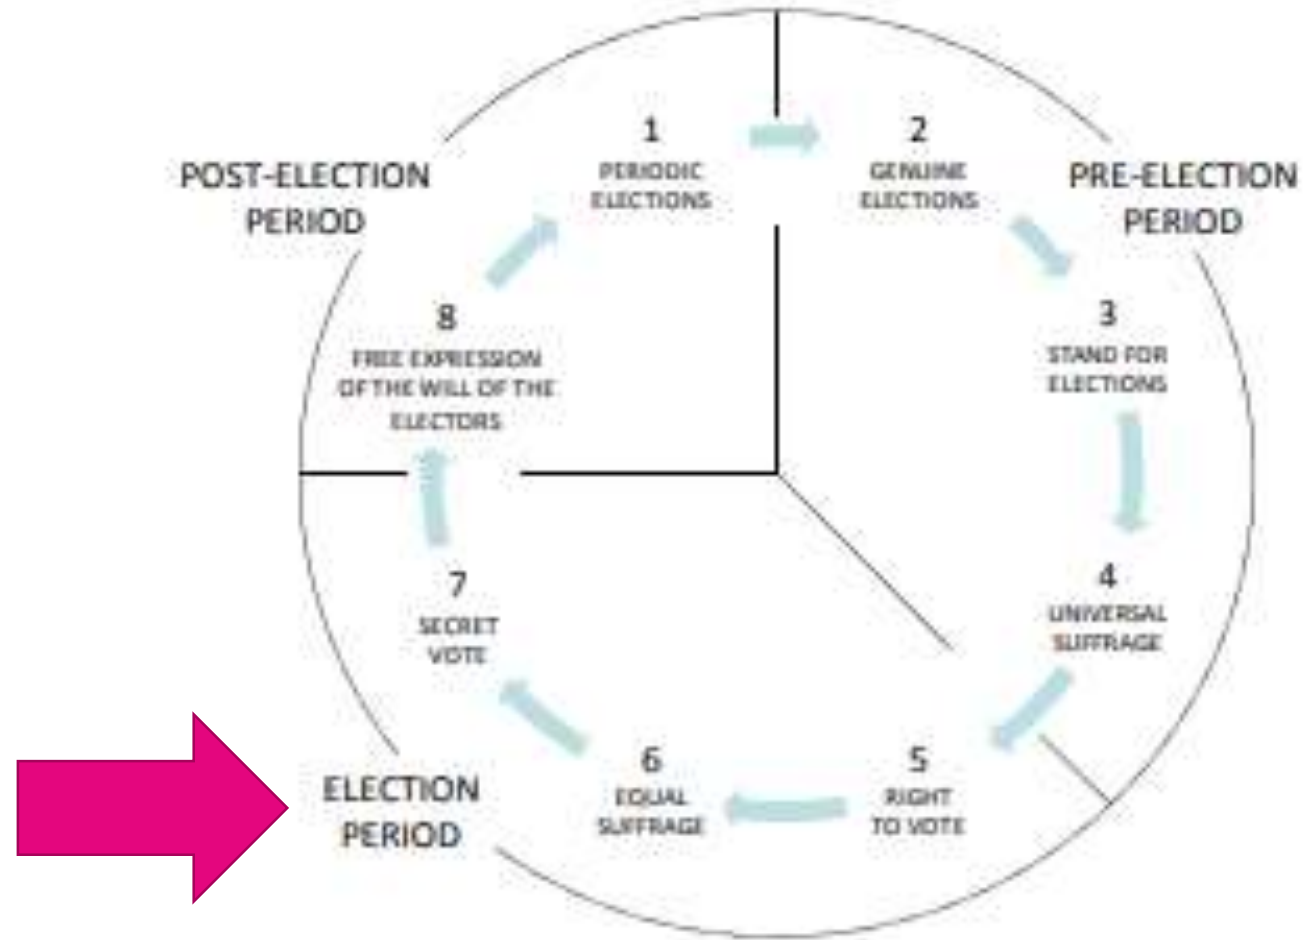 POST-ELECTION
PERIOD
1
PERIODIC
ELECTIONS
2
GENUINE
ELECTIONS
PRE-ELECTION
PERIOD
3
STAND FOR
ELECTIONS
4
UNIVERSAL
SUFFRAGE
5
RIGHT
TO VOTE
6
EQUAL
SUFFRAGE
7
SECRET
VOTE
8
FREE EXPRESSION
OF THE WILL OF THE
ELECTORS
ELECTION
PERIOD